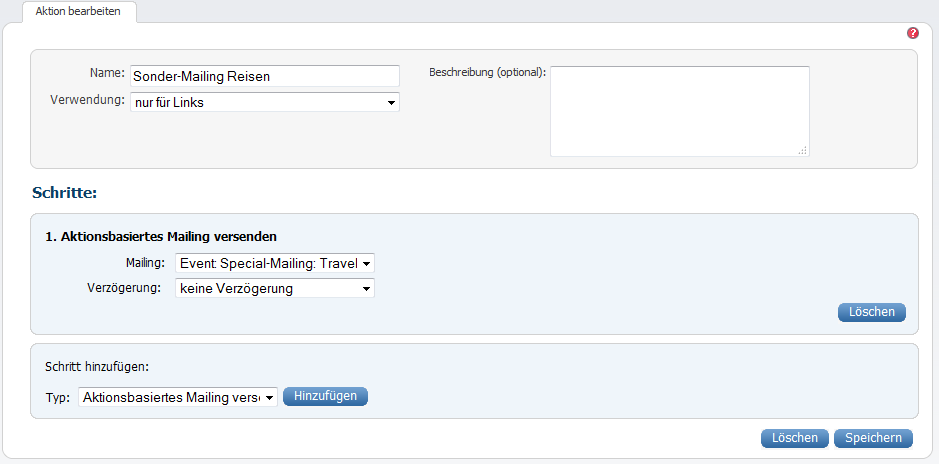 Aktion bearbeiten
?
Name: Sonder-Mailing Reisen
Beschreibung (optional):
Verwendung: nur für Links
Schritte:
1. Aktionsbasiertes Mailing versenden
Mailing: Event: Special-Mailing: Travel
Verzögerung: keine Verzögerung
Löschen
Schritt hinzufügen:
Typ: Aktionsbasiertes Mailing verse Hinzufügen
Löschen Speichern